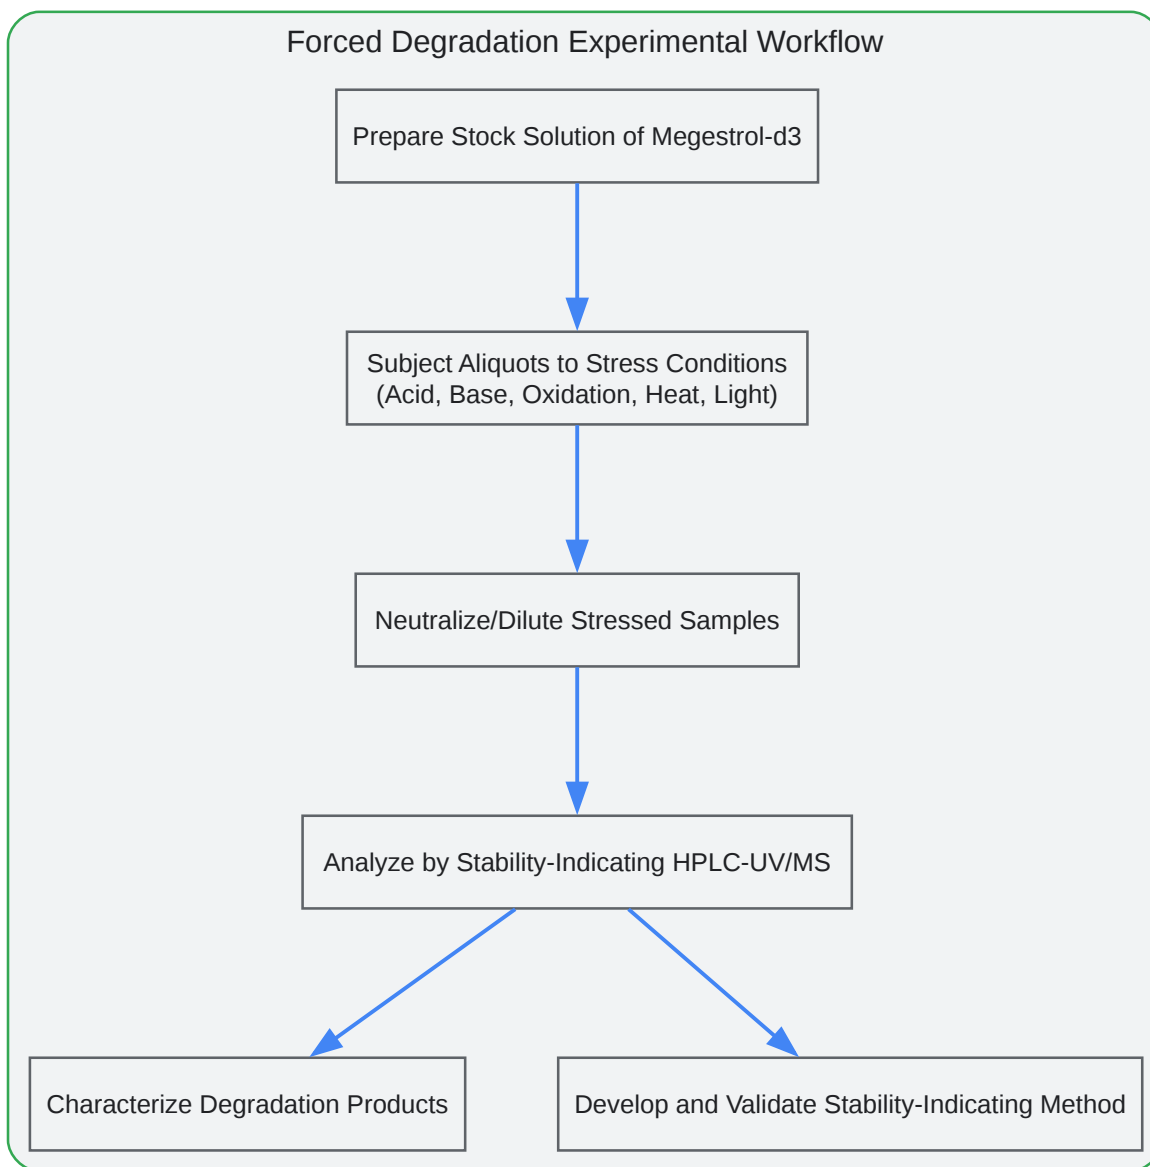 Forced Degradation Experimental Workflow
Prepare Stock Solution of Megestrol-d3
Subject Aliquots to Stress Conditions
(Acid, Base, Oxidation, Heat, Light)
Neutralize/Dilute Stressed Samples
Analyze by Stability-Indicating HPLC-UV/MS
Characterize Degradation Products
Develop and Validate Stability-Indicating Method